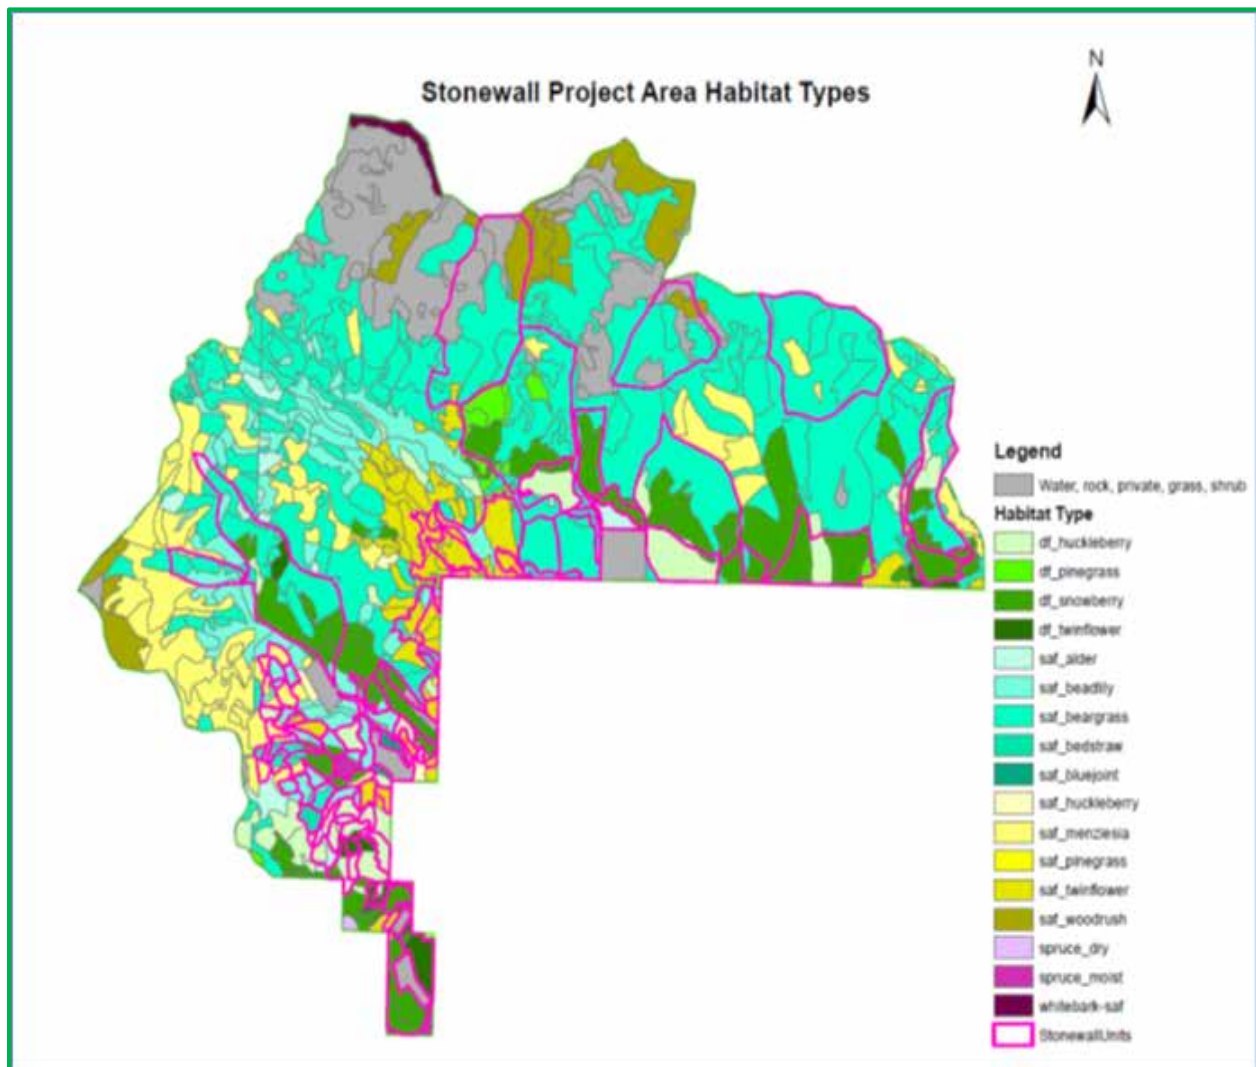 N
Stonewall Project Area Habitat Types
Legend
Water, rock, private, grass, shrub
Habitat Type
df_huckleberry
df_pinegrass
df_snowberry
df_twinflower
saf_alder
saf_beadlily
saf_beargrass
saf_bedstraw
saf_bluejoint
saf_huckleberry
saf_menziesia
saf_pinegrass
saf_twinflower
saf_woodrush
spruce_dry
spruce_moist
whitebark-saf
StonewallUnits